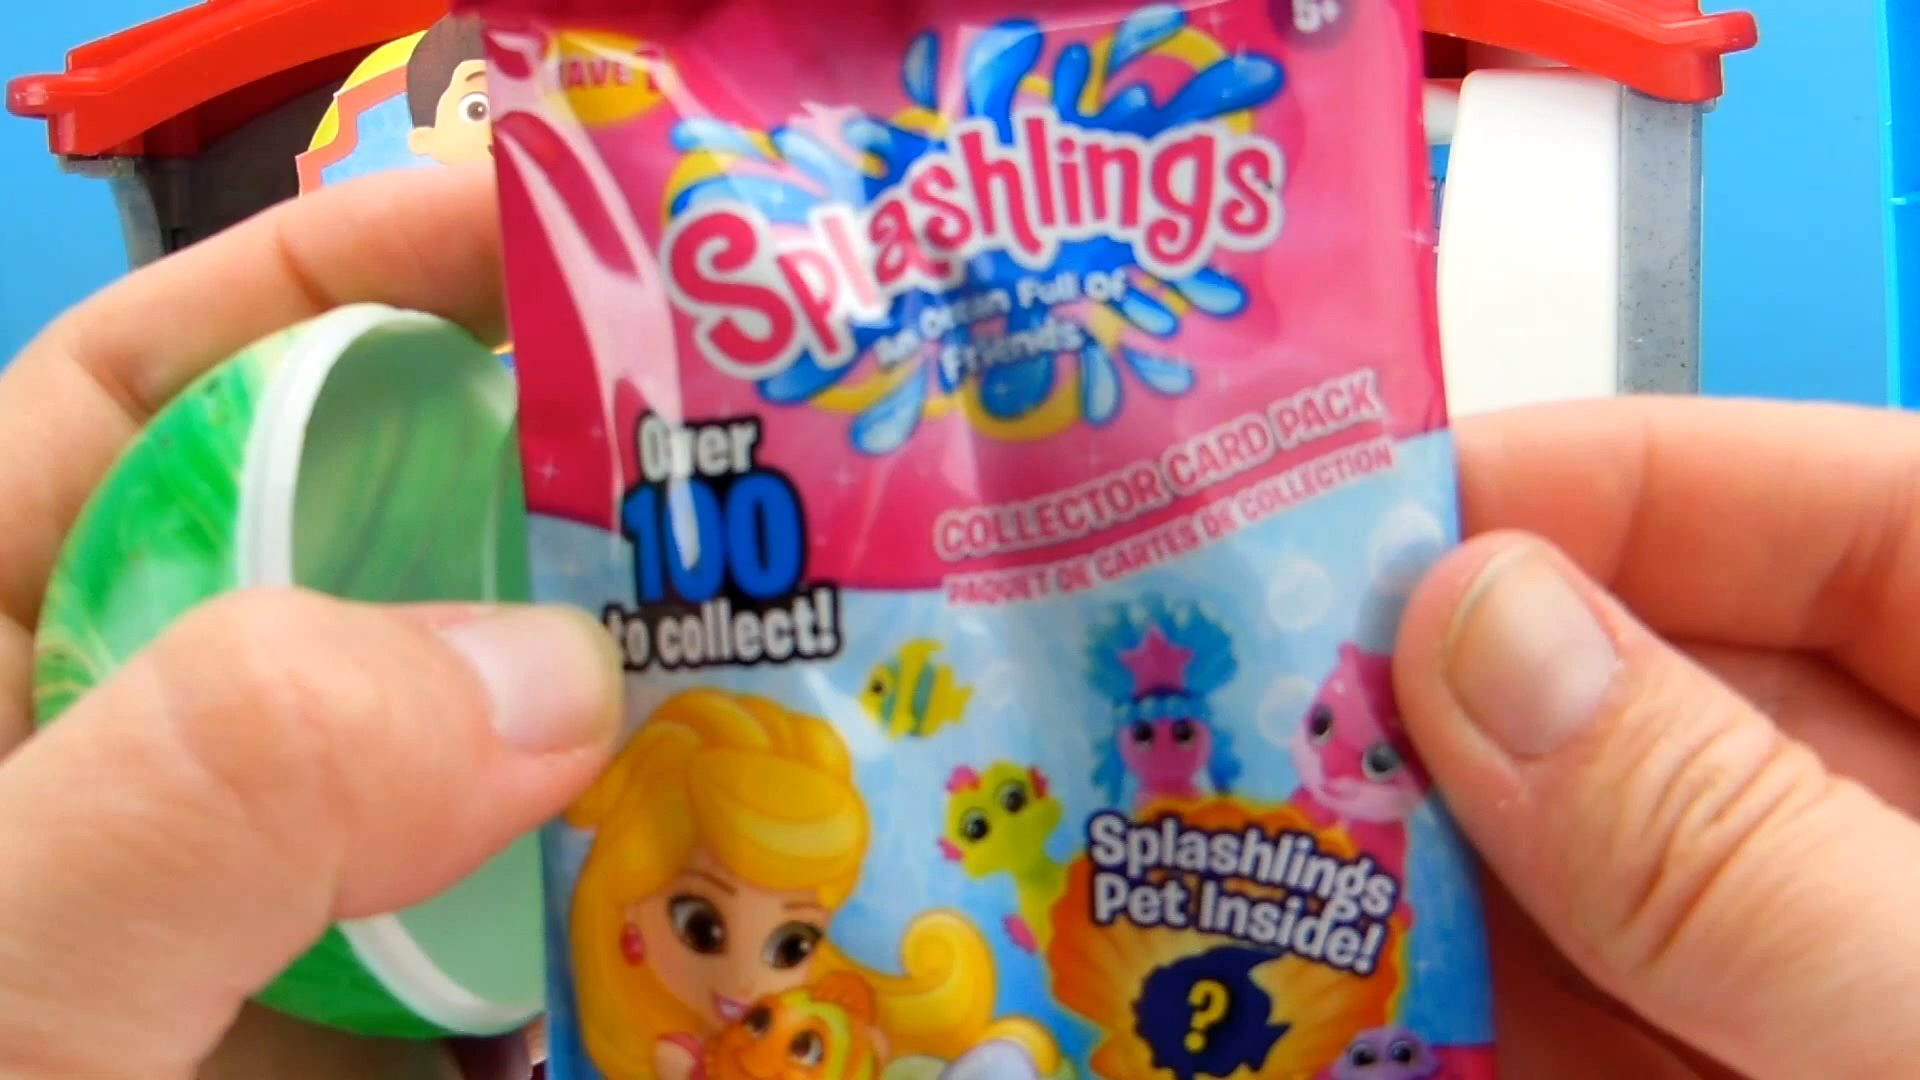 5+
Splashlings
An Ocean Full Of
Friends
COLLECTOR CARD PACK
PAQUET DE CARTES DE COLLECTION
Over
100
to collect!
Splashlings
Pet Inside!
?